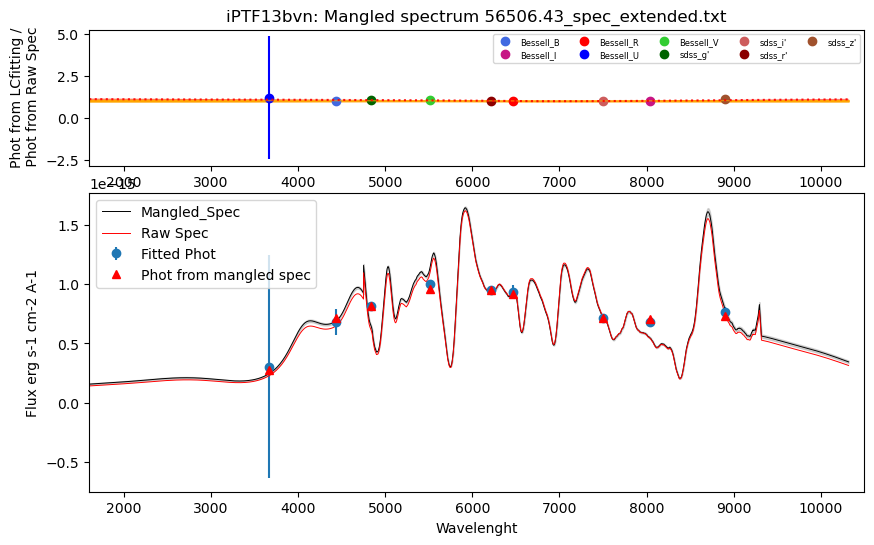 iPTF13bvn: Mangled spectrum 56506.43_spec_extended.txt
Phot from LCfitting /
Phot from Raw Spec
5.0
2.5
0.0
−2.5
Bessell_B Bessell_R Bessell_V sdss_i' sdss_z'
Bessell_I Bessell_U sdss_g' sdss_r'
2000 3000 4000 5000 6000 7000 8000 9000 10000
1e−15
Flux erg s-1 cm-2 A-1
1.5
1.0
0.5
0.0
−0.5
Mangled_Spec
Raw Spec
Fitted Phot
Phot from mangled spec
2000 3000 4000 5000 6000 7000 8000 9000 10000
Wavelenght